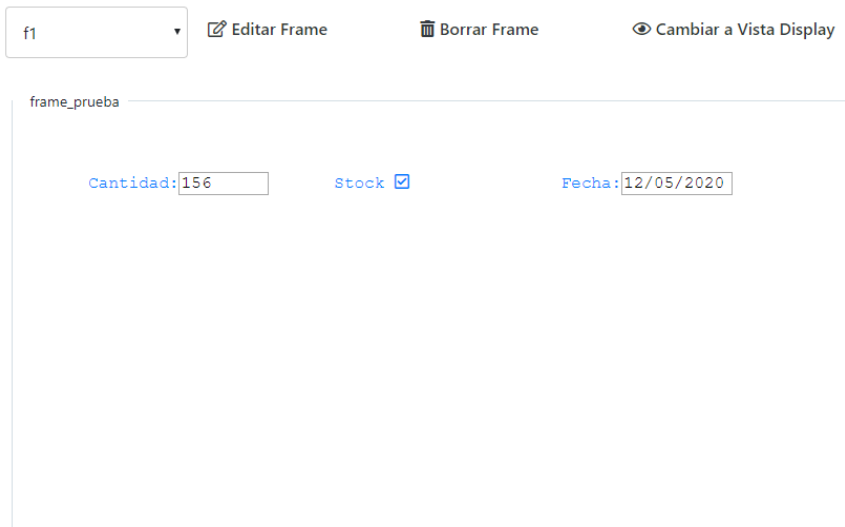 f1 Editar Frame Borrar Frame Cambiar a Vista Display
frame_prueba
Cantidad:156 Stock Fecha:12/05/2020